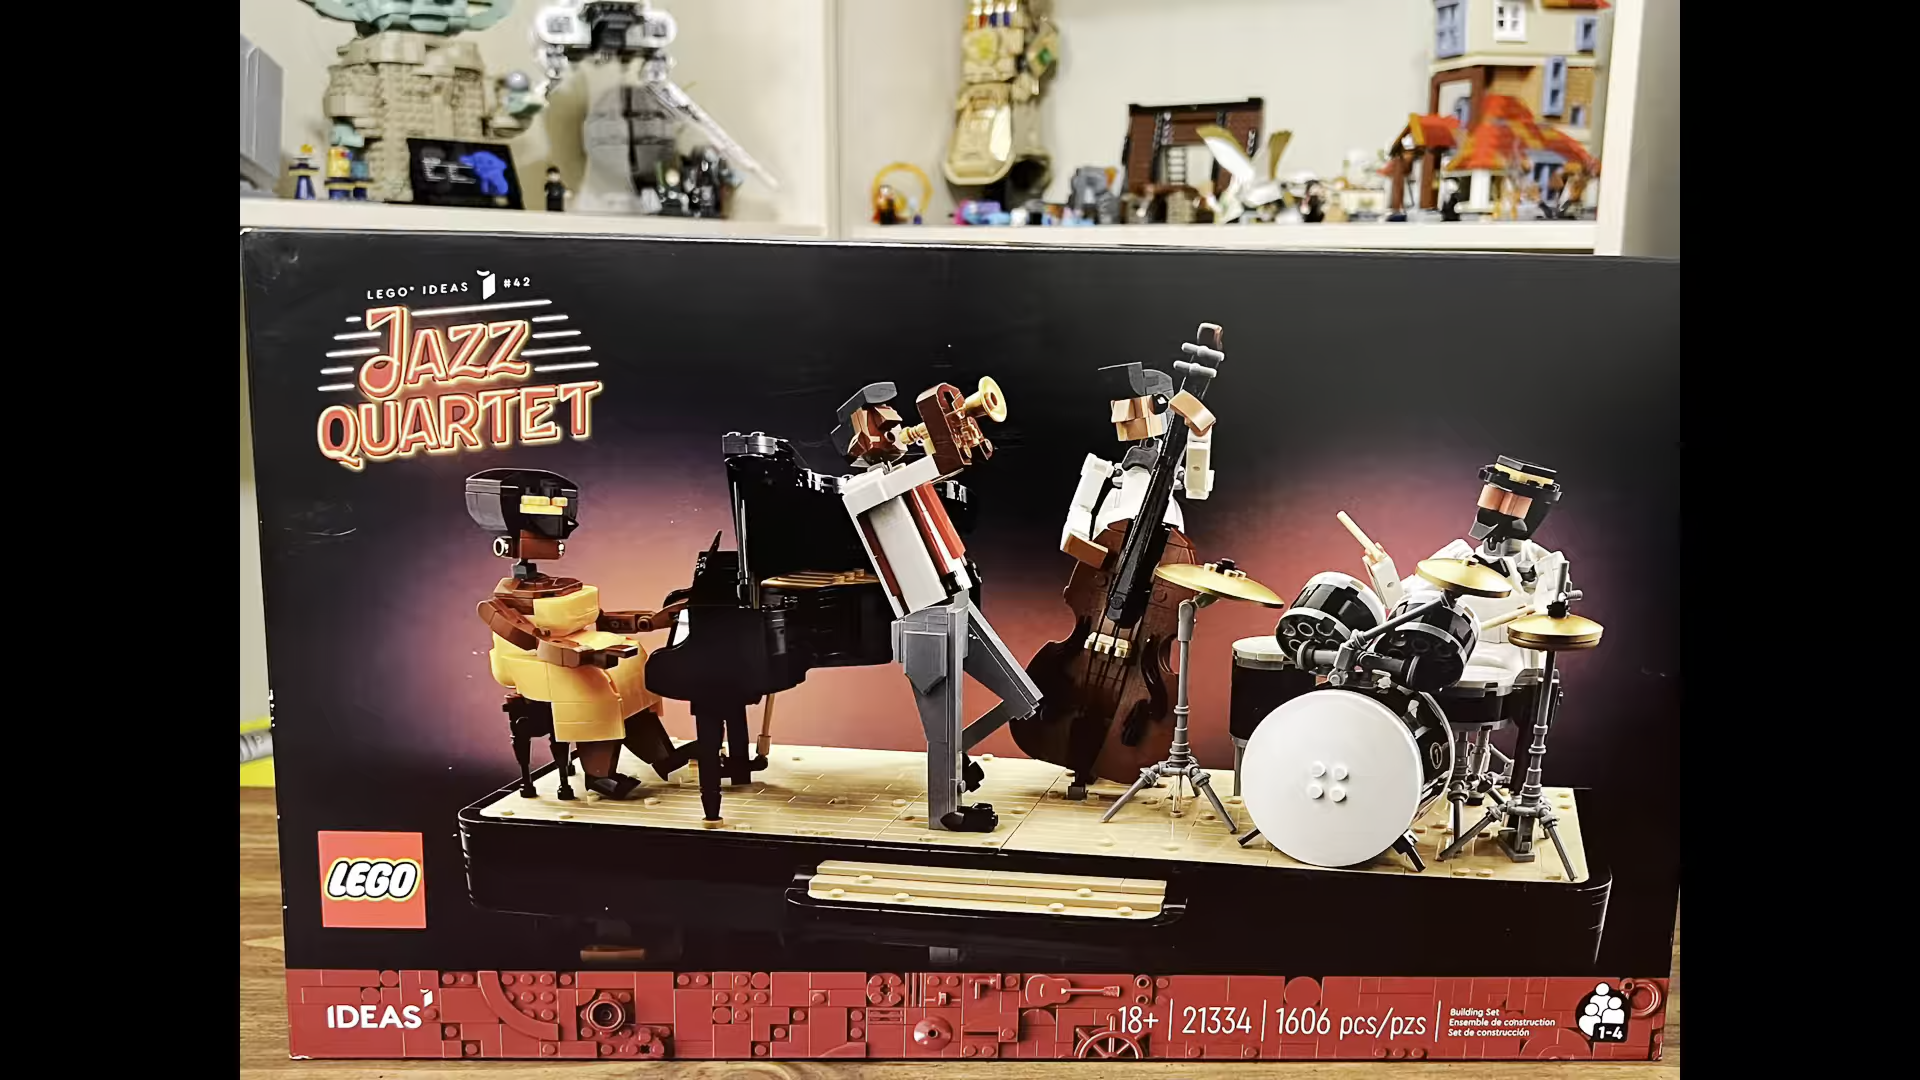 LEGO® IDEAS #42
JAZZ
QUARTET
LEGO
IDEAS
18+ | 21334 | 1606 pcs/pzs
Building Set
Ensemble de construction
Set de construcción
1-4